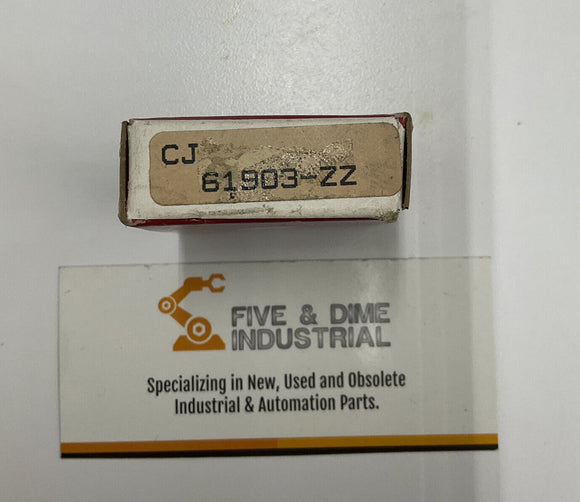 CJ
61903-ZZ
FIVE & DIME
INDUSTRIAL
Specializing in New, Used and Obsolete
Industrial & Automation Parts.